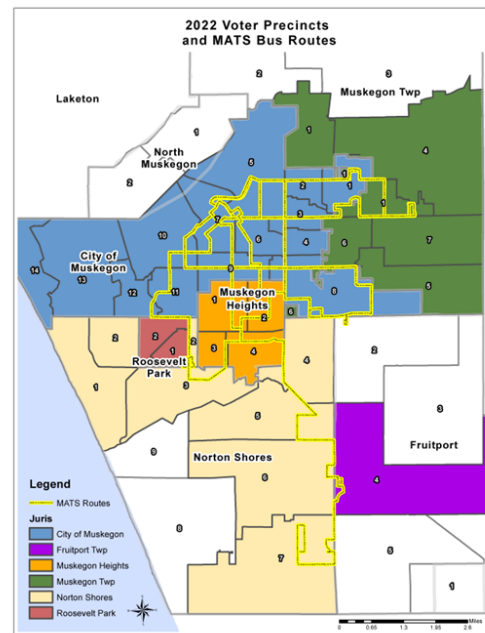 2022 Voter Precincts
and MATS Bus Routes
2
3
Laketon
Muskegon Twp
1
1
North
Muskegon
4
5
2
1
2
1
1
3
7
10
6
4
6
7
City of
Muskegon
9
14
13
12
11
Muskegon
Heights
8
5
1
2
6
2
2
2
3
4
4
2
1
Roosevelt
Park
1
3
3
5
Fruitport
9
Norton Shores
6
4
Legend
MATS Routes
Juris
City of Muskegon
Fruitport Twp
Muskegon Heights
Muskegon Twp
Norton Shores
Roosevelt Park
8
7
5
1
Miles
0 0.65 1.3 1.95 2.6